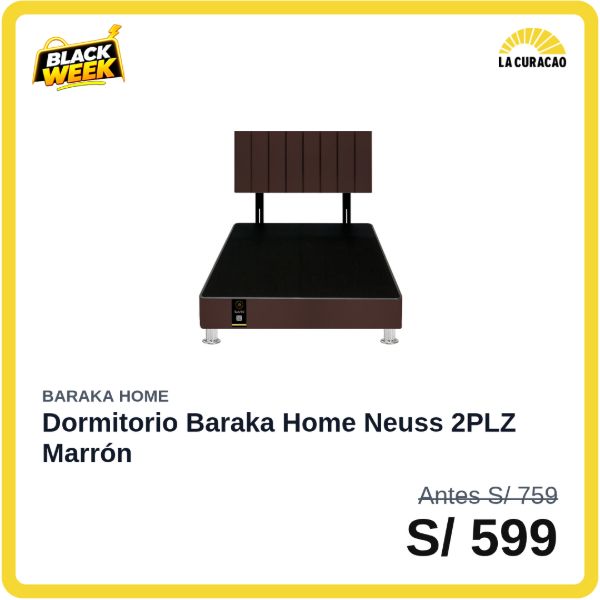 BLACK
WEEK
LA CURACAO
BARAKA HOME
Dormitorio Baraka Home Neuss 2PLZ
Marrón
Antes S/ 759
S/ 599